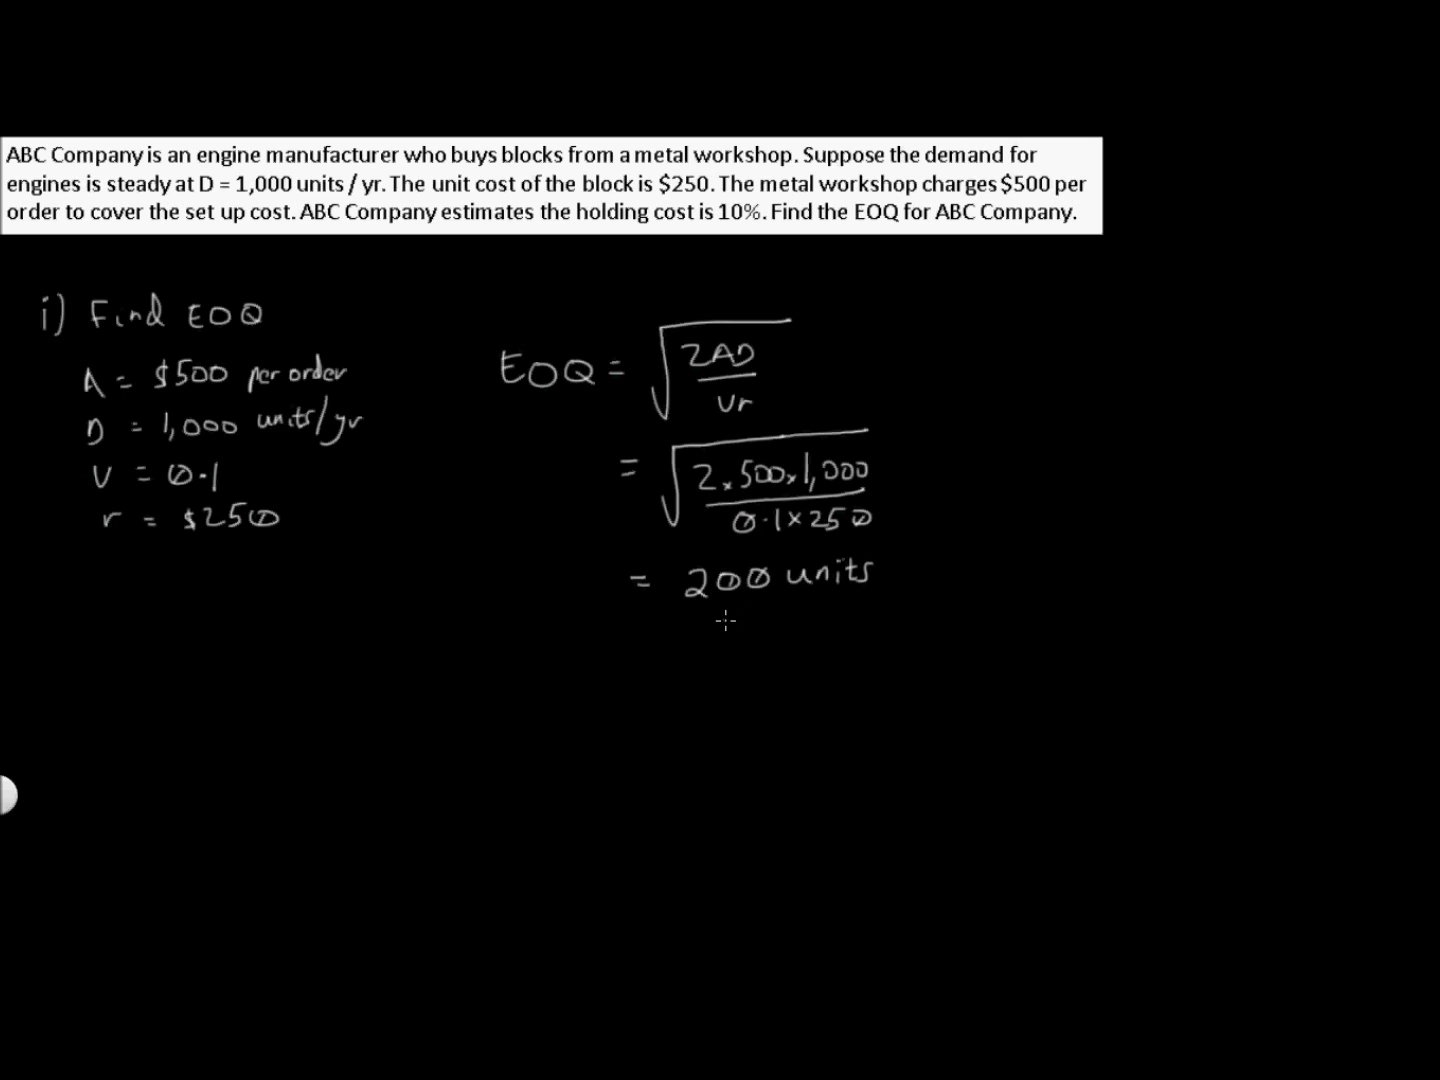 ABC Company is an engine manufacturer who buys blocks from a metal workshop. Suppose the demand for
engines is steady at D = 1,000 units / yr. The unit cost of the block is $250. The metal workshop charges $500 per
order to cover the set up cost. ABC Company estimates the holding cost is 10%. Find the EOQ for ABC Company.
i) Find EOQ
A = $500 per order
D = 1,000 units/yr
v = 0.1
r = $250
EOQ = √(2AD / vr)
= √(2 x 500 x 1,000 / 0.1 x 250)
= 200 units